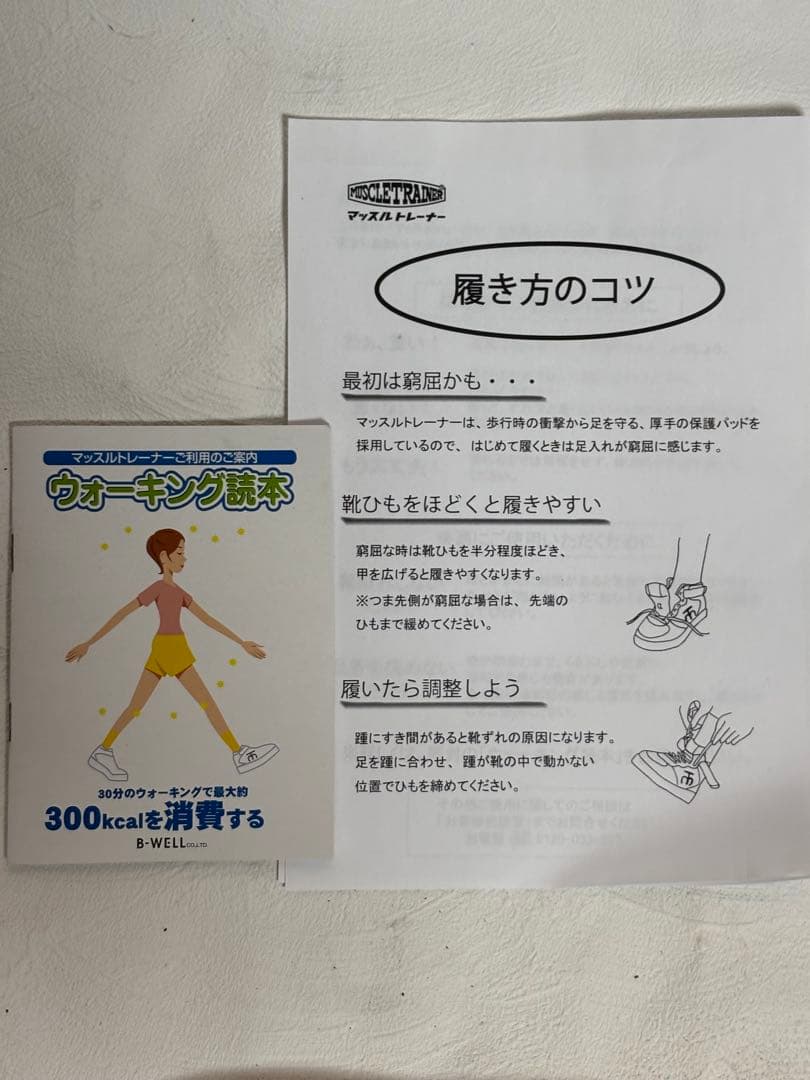 MUSCLETRAINER
マッスルトレーナー
履き方のコツ
最初は窮屈かも・・・
マッスルトレーナーは、歩行時の衝撃から足を守る、厚手の保護パッドを
採用しているので、はじめて履くときは足入れが窮屈に感じます。
靴ひもをほどくと履きやすい
窮屈な時は靴ひもを半分程度ほどき、
甲を広げると履きやすくなります。
※つま先側が窮屈な場合は、先端の
ひもまで緩めてください。
履いたら調整しよう
踵にすき間があると靴ずれの原因になります。
足を踵に合わせ、踵が靴の中で動かない
位置でひもを締めてください。
マッスルトレーナーご利用のご案内
ウォーキング読本
30分のウォーキングで最大約
300kcalを消費する
B-WELL CO.,LTD.